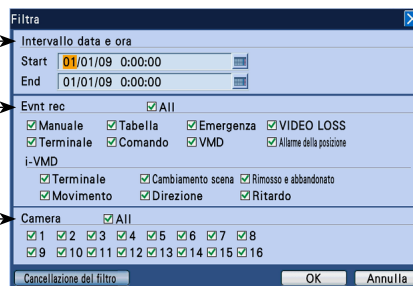 Filtra
Intervallo data e ora
Start 01/01/09 0:00:00
End 01/01/09 0:00:00
Evnt rec All
Manuale Tabella Emergenza VIDEO LOSS
Terminale Comando VMD Allarme della posizione
i-VMD
Terminale Cambiamento scena Rimosso e abbandonato
Movimento Direzione Ritardo
Camera All
1 2 3 4 5 6 7 8
9 10 11 12 13 14 15 16
Cancellazione del filtro OK Annulla